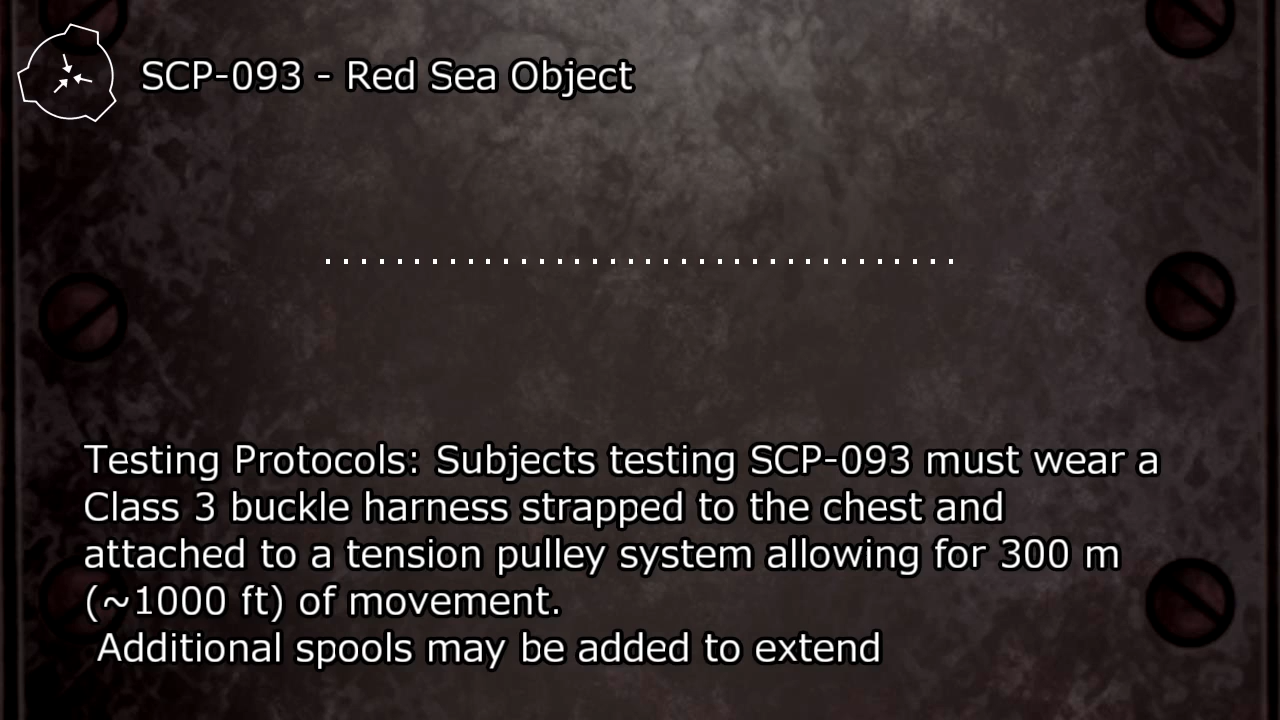 SCP-093 - Red Sea Object
....................................
Testing Protocols: Subjects testing SCP-093 must wear a
Class 3 buckle harness strapped to the chest and
attached to a tension pulley system allowing for 300 m
(~1000 ft) of movement.
Additional spools may be added to extend